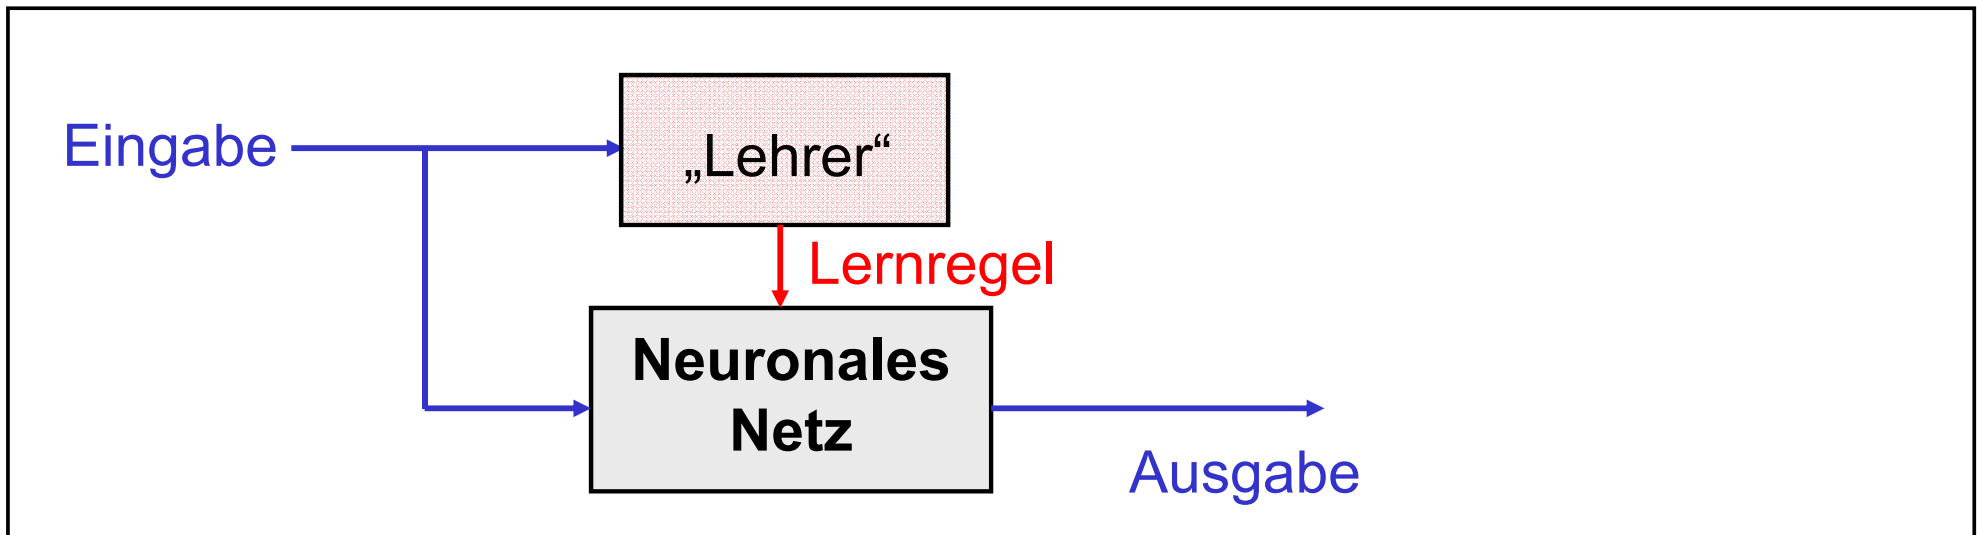 Eingabe
„Lehrer“
Lernregel
Neuronales
Netz
Ausgabe